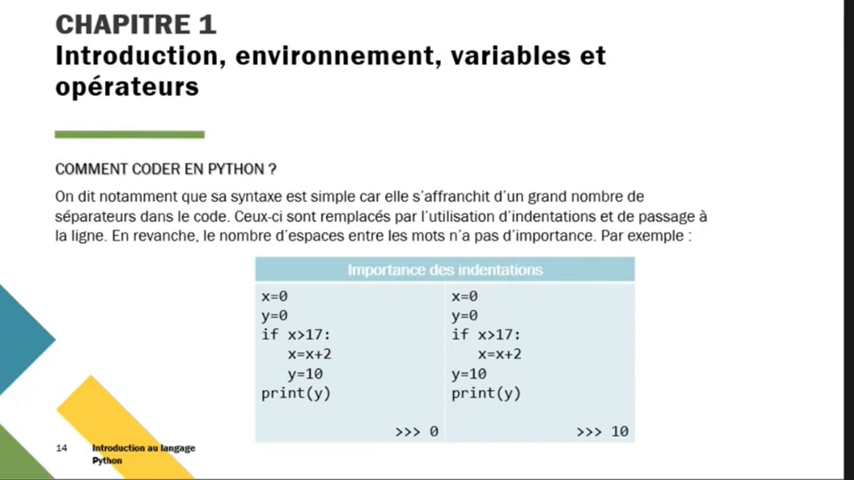 CHAPITRE 1
Introduction, environnement, variables et
opérateurs
COMMENT CODER EN PYTHON ?
On dit notamment que sa syntaxe est simple car elle s'affranchit d'un grand nombre de
séparateurs dans le code. Ceux-ci sont remplacés par l'utilisation d'indentations et de passage à
la ligne. En revanche, le nombre d'espaces entre les mots n'a pas d'importance. Par exemple :
Importance des indentations
x=0
y=0
if x>17:
   x=x+2
   y=10
print(y)
>>> 0
x=0
y=0
if x>17:
   x=x+2
y=10
print(y)
>>> 10
14
Introduction au langage
Python